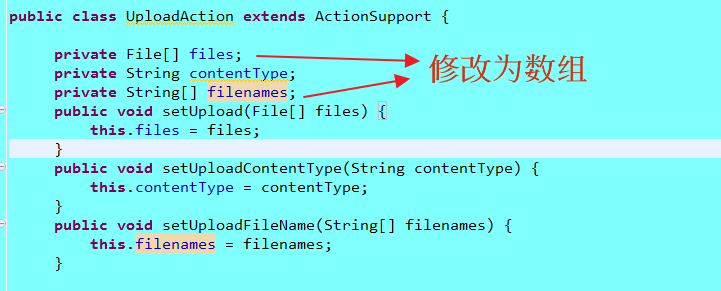 public class UploadAction extends ActionSupport {
private File[] files;
private String contentType;
修改为数组
private String[] filenames;
public void setUpload(File[] files) {
this.files = files;
}
public void setUploadContentType(String contentType) {
this.contentType = contentType;
}
public void setUploadFileName(String[] filenames) {
this.filenames = filenames;
}